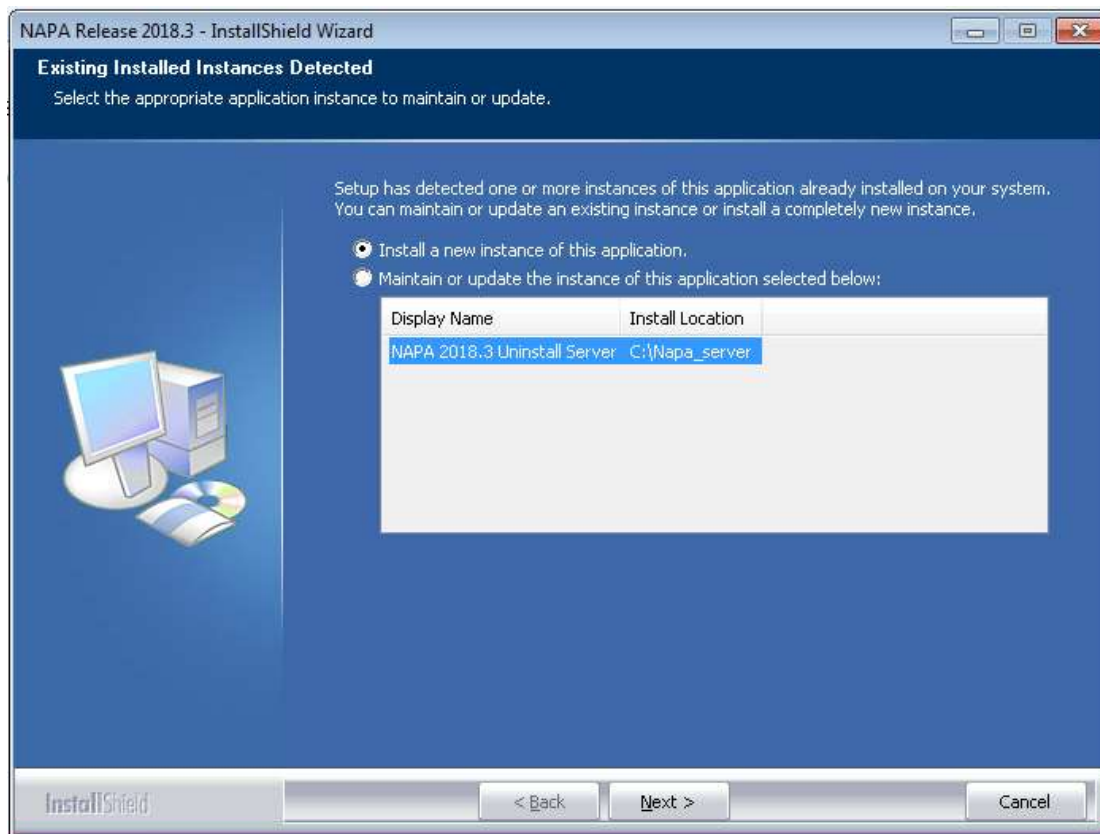 NAPA Release 2018.3 - InstallShield Wizard
Existing Installed Instances Detected
Select the appropriate application instance to maintain or update.
Setup has detected one or more instances of this application already installed on your system.
You can maintain or update an existing instance or install a completely new instance.
Install a new instance of this application.
Maintain or update the instance of this application selected below:
Display Name Install Location
NAPA 2018.3 Uninstall Server C:\Napa_server
InstallShield
< Back Next > Cancel